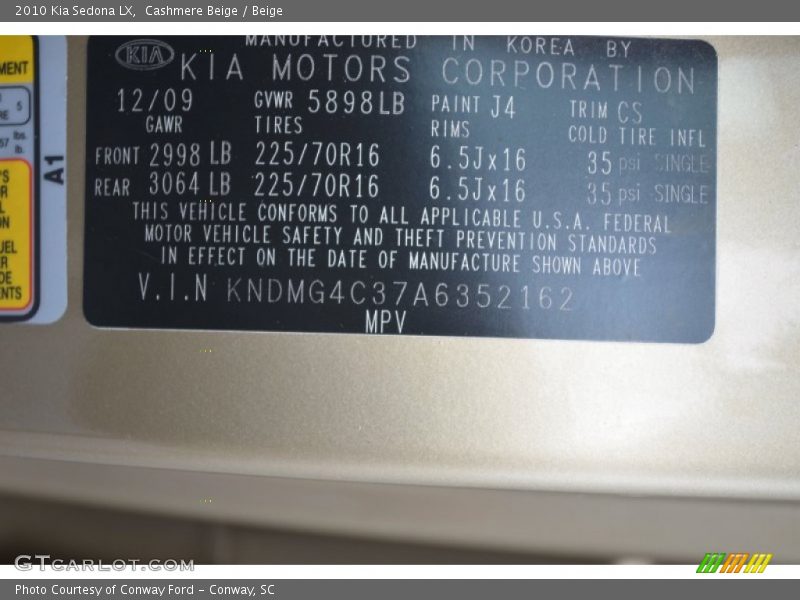 2010 Kia Sedona LX, Cashmere Beige / Beige
MANUFACTURED IN KOREA BY
KIA KIA MOTORS CORPORATION
12/09 GVWR 5898LB PAINT J4 TRIM CS
GAWR TIRES RIMS COLD TIRE INFL
FRONT 2998 LB 225/70R16 6.5Jx16 35 psi SINGLE
REAR 3064 LB 225/70R16 6.5Jx16 35 psi SINGLE
THIS VEHICLE CONFORMS TO ALL APPLICABLE U.S.A. FEDERAL
MOTOR VEHICLE SAFETY AND THEFT PREVENTION STANDARDS
IN EFFECT ON THE DATE OF MANUFACTURE SHOWN ABOVE
V.I.N KNDMG4C37A6352162
MPV
A1
MENT
5
lbs.
lb.
GTCARLOT.COM
Photo Courtesy of Conway Ford – Conway, SC